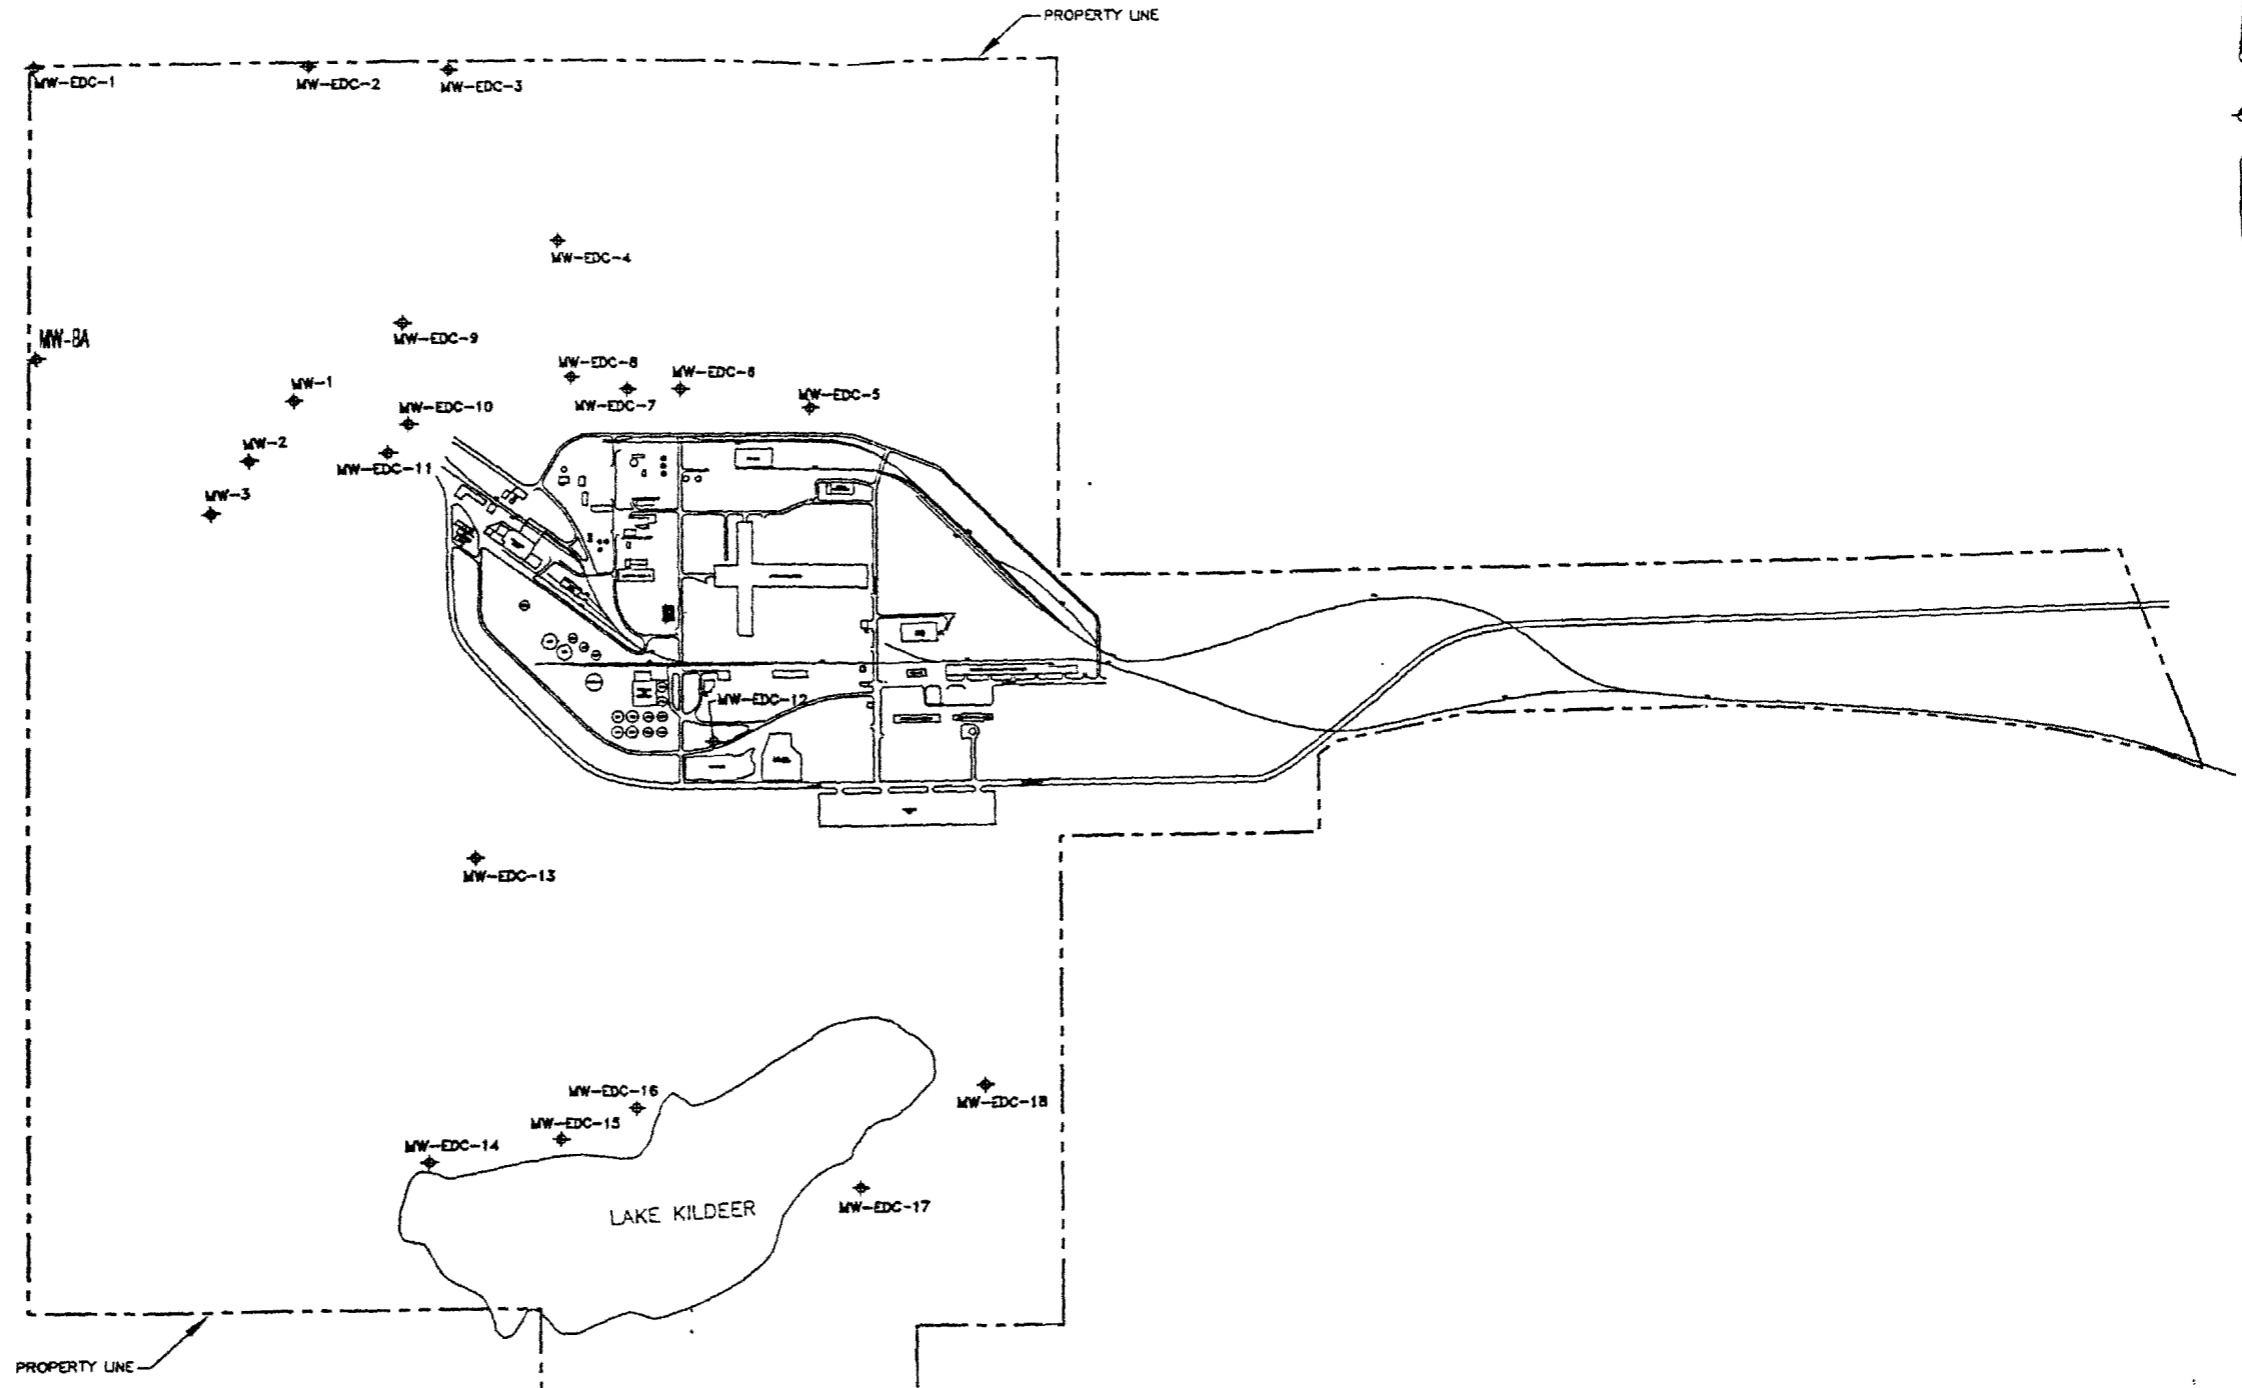 PROPERTY LINE
MW-EDC-1
MW-EDC-2
MW-EDC-3
MW-EDC-4
MW-EDC-9
MW-8A
MW-EDC-8
MW-EDC-6
MW-1
MW-EDC-5
MW-EDC-7
MW-EDC-10
MW-2
MW-EDC-11
MW-3
MW-EDC-12
MW-EDC-13
MW-EDC-16
MW-EDC-18
MW-EDC-15
MW-EDC-14
MW-EDC-17
LAKE KILDEER
PROPERTY LINE